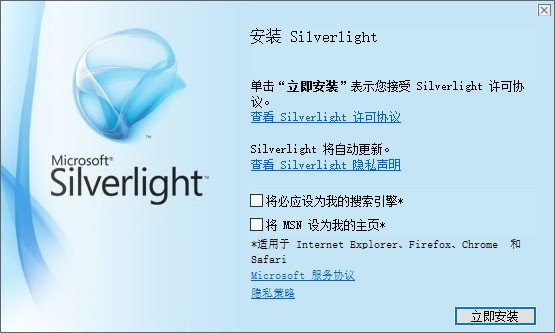 安装 Silverlight
单击“立即安装”表示您接受 Silverlight 许可协
议。
查看 Silverlight 许可协议
Silverlight 将自动更新。
查看 Silverlight 隐私声明
Microsoft®
Silverlight™
将必应设为我的搜索引擎*
将 MSN 设为我的主页*
*适用于 Internet Explorer、Firefox、Chrome 和
Safari
Microsoft 服务协议
隐私策略
立即安装